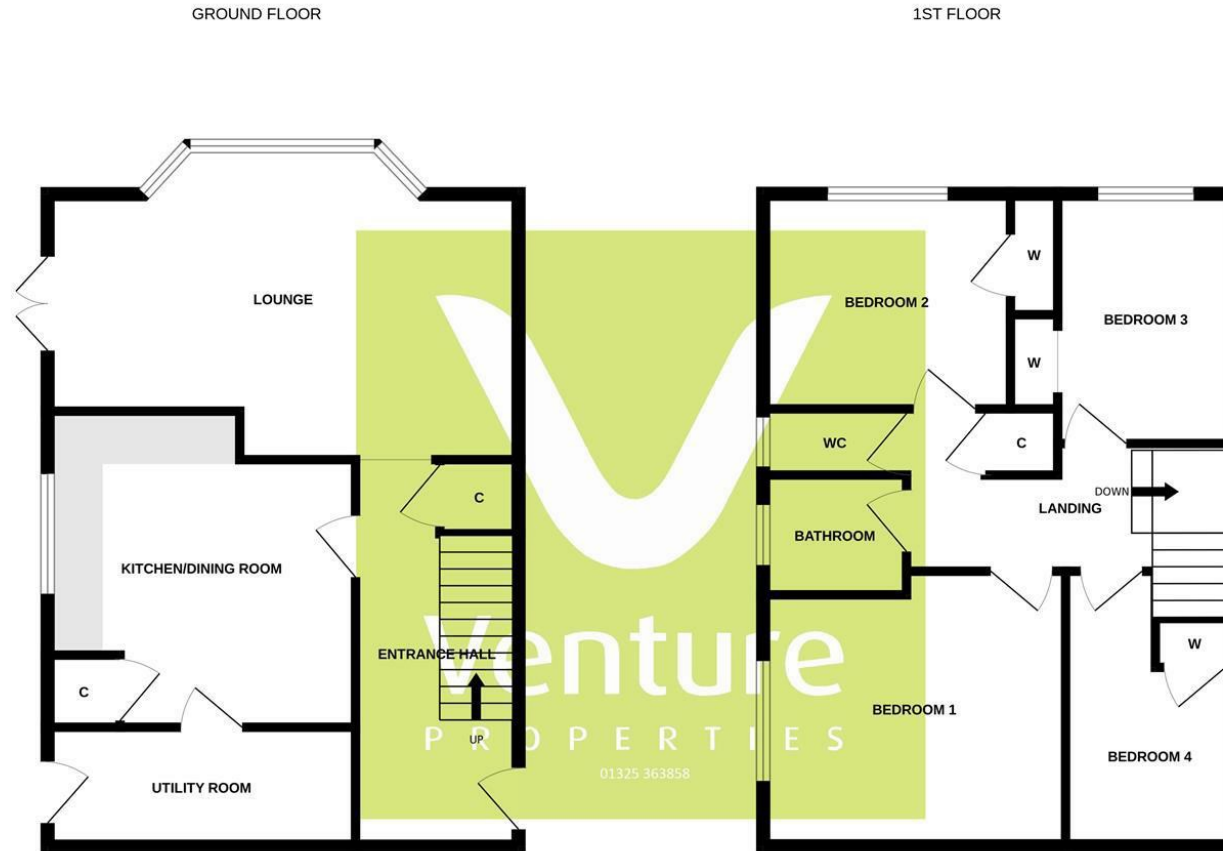 GROUND FLOOR
LOUNGE
C
KITCHEN/DINING ROOM
ENTRANCE HALL
C
UP
UTILITY ROOM
1ST FLOOR
W
BEDROOM 2
BEDROOM 3
W
WC
C
DOWN
LANDING
BATHROOM
W
BEDROOM 1
BEDROOM 4
Venture
PROPERTIES
01325 363858